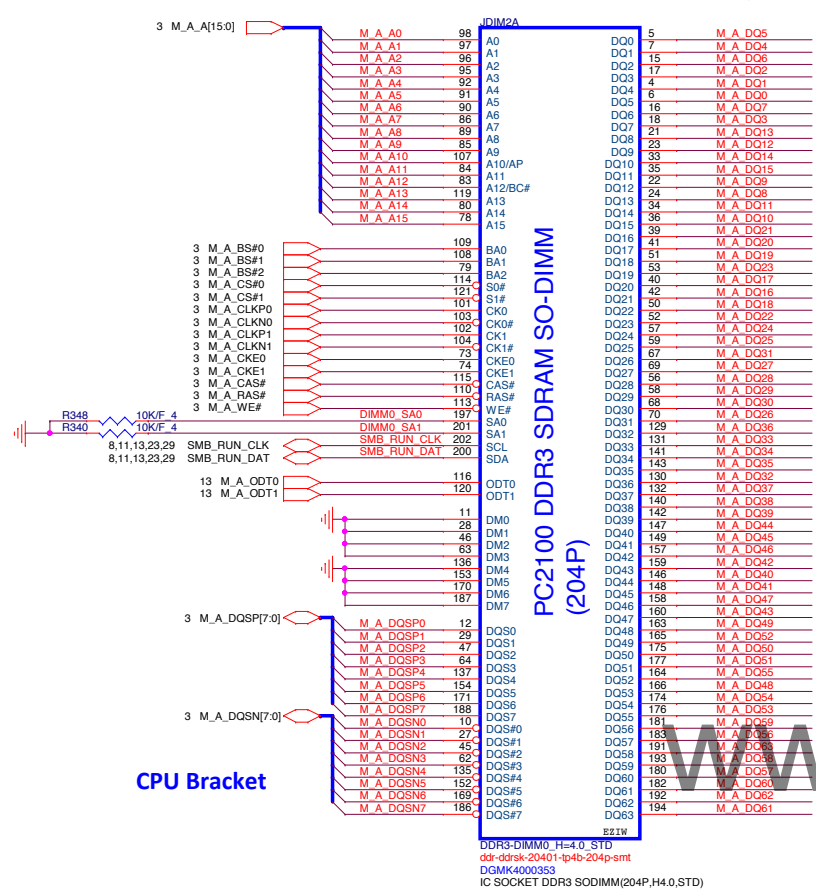 JDIM2A
3 M_A_A[15:0]
M_A_A0 98 A0
M_A_A1 97 A1
M_A_A2 96 A2
M_A_A3 95 A3
M_A_A4 92 A4
M_A_A5 91 A5
M_A_A6 90 A6
M_A_A7 86 A7
M_A_A8 89 A8
M_A_A9 85 A9
M_A_A10 107 A10/AP
M_A_A11 84 A11
M_A_A12 83 A12/BC#
M_A_A13 119 A13
M_A_A14 80 A14
M_A_A15 78 A15
3 M_A_BS#0 109 BA0
3 M_A_BS#1 108 BA1
3 M_A_BS#2 79 BA2
3 M_A_CS#0 114 S0#
3 M_A_CS#1 121 S1#
3 M_A_CLKP0 101 CK0
3 M_A_CLKN0 103 CK0#
3 M_A_CLKP1 102 CK1
3 M_A_CLKN1 104 CK1#
3 M_A_CKE0 73 CKE0
3 M_A_CKE1 74 CKE1
3 M_A_CAS# 115 CAS#
3 M_A_RAS# 110 RAS#
3 M_A_WE# 113 WE#
R348 10K/F_4 DIMM0_SA0 197 SA0
R340 10K/F_4 DIMM0_SA1 201 SA1
8,11,13,23,29 SMB_RUN_CLK SMB_RUN_CLK 202 SCL
8,11,13,23,29 SMB_RUN_DAT SMB_RUN_DAT 200 SDA
13 M_A_ODT0 116 ODT0
13 M_A_ODT1 120 ODT1
11 DM0
28 DM1
46 DM2
63 DM3
136 DM4
153 DM5
170 DM6
187 DM7
3 M_A_DQSP[7:0]
M_A_DQSP0 12 DQS0
M_A_DQSP1 29 DQS1
M_A_DQSP2 47 DQS2
M_A_DQSP3 64 DQS3
M_A_DQSP4 137 DQS4
M_A_DQSP5 154 DQS5
M_A_DQSP6 171 DQS6
M_A_DQSP7 188 DQS7
3 M_A_DQSN[7:0]
M_A_DQSN0 10 DQS#0
M_A_DQSN1 27 DQS#1
M_A_DQSN2 45 DQS#2
M_A_DQSN3 62 DQS#3
M_A_DQSN4 135 DQS#4
M_A_DQSN5 152 DQS#5
M_A_DQSN6 169 DQS#6
M_A_DQSN7 186 DQS#7
CPU Bracket
PC2100 DDR3 SDRAM SO-DIMM
(204P)
DQ0 5 M_A_DQ5
DQ1 7 M_A_DQ4
DQ2 15 M_A_DQ6
DQ3 17 M_A_DQ2
DQ4 4 M_A_DQ1
DQ5 6 M_A_DQ0
DQ6 16 M_A_DQ7
DQ7 18 M_A_DQ3
DQ8 21 M_A_DQ13
DQ9 23 M_A_DQ12
DQ10 33 M_A_DQ14
DQ11 35 M_A_DQ15
DQ12 22 M_A_DQ9
DQ13 24 M_A_DQ8
DQ14 34 M_A_DQ11
DQ15 36 M_A_DQ10
DQ16 39 M_A_DQ21
DQ17 41 M_A_DQ20
DQ18 51 M_A_DQ19
DQ19 53 M_A_DQ23
DQ20 40 M_A_DQ17
DQ21 42 M_A_DQ16
DQ22 50 M_A_DQ18
DQ23 52 M_A_DQ22
DQ24 57 M_A_DQ24
DQ25 59 M_A_DQ25
DQ26 67 M_A_DQ31
DQ27 69 M_A_DQ27
DQ28 56 M_A_DQ28
DQ29 58 M_A_DQ29
DQ30 68 M_A_DQ30
DQ31 70 M_A_DQ26
DQ32 129 M_A_DQ36
DQ33 131 M_A_DQ33
DQ34 141 M_A_DQ34
DQ35 143 M_A_DQ35
DQ36 130 M_A_DQ32
DQ37 132 M_A_DQ37
DQ38 140 M_A_DQ38
DQ39 142 M_A_DQ39
DQ40 147 M_A_DQ44
DQ41 149 M_A_DQ45
DQ42 157 M_A_DQ46
DQ43 159 M_A_DQ42
DQ44 146 M_A_DQ40
DQ45 148 M_A_DQ41
DQ46 158 M_A_DQ47
DQ47 160 M_A_DQ43
DQ48 163 M_A_DQ49
DQ49 165 M_A_DQ52
DQ50 175 M_A_DQ50
DQ51 177 M_A_DQ51
DQ52 164 M_A_DQ55
DQ53 166 M_A_DQ48
DQ54 174 M_A_DQ54
DQ55 176 M_A_DQ53
DQ56 181 M_A_DQ59
DQ57 183 M_A_DQ56
DQ58 191 M_A_DQ63
DQ59 193 M_A_DQ58
DQ60 180 M_A_DQ57
DQ61 182 M_A_DQ60
DQ62 192 M_A_DQ62
DQ63 194 M_A_DQ61
EZIW
DDR3-DIMM0_H=4.0_STD
ddr-ddrsk-20401-tp4b-204p-smt
DGMK4000353
IC SOCKET DDR3 SODIMM(204P,H4.0,STD)